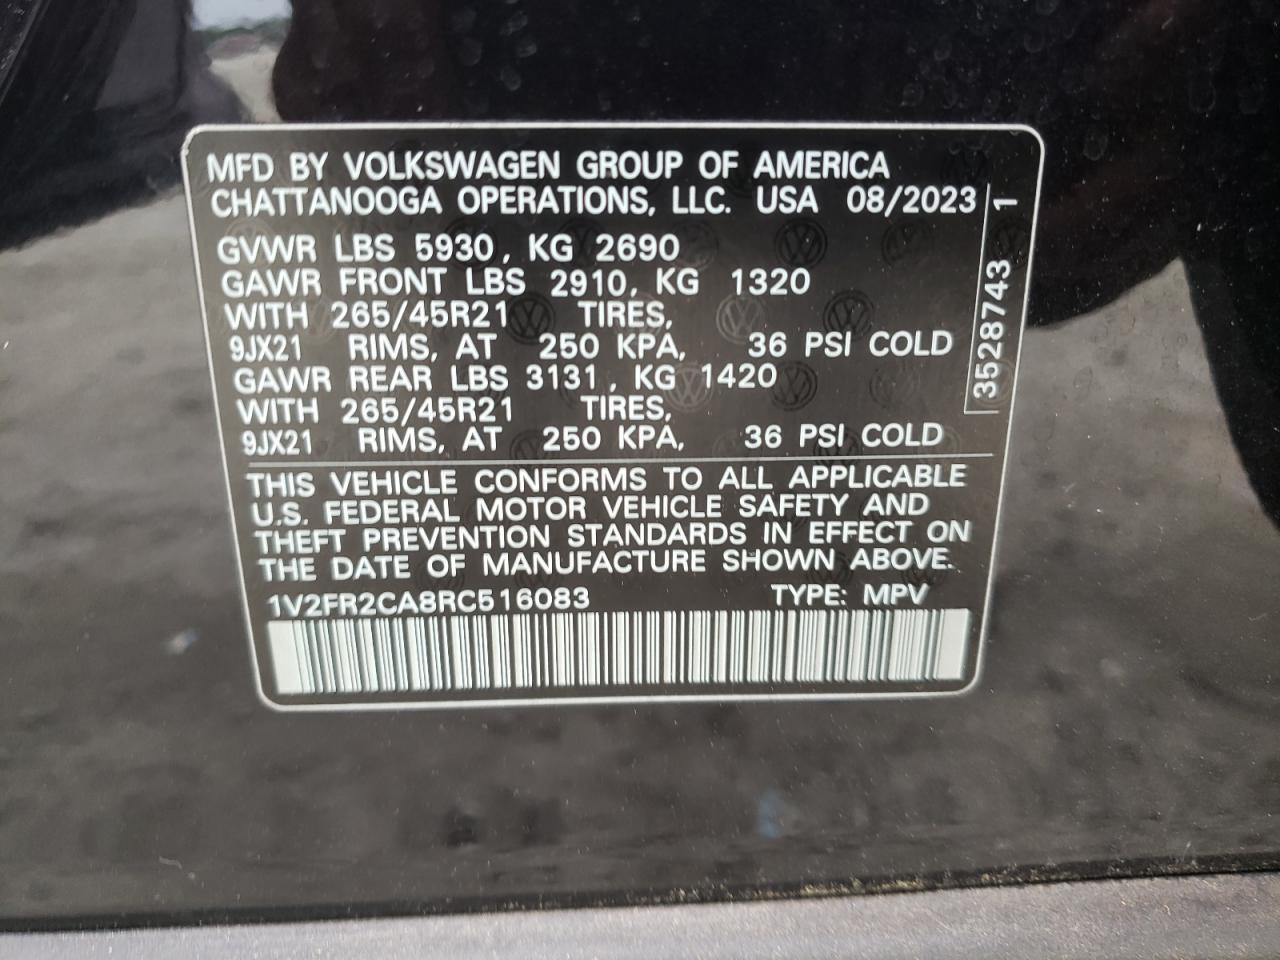 MFD BY VOLKSWAGEN GROUP OF AMERICA
CHATTANOOGA OPERATIONS, LLC. USA 08/2023
GVWR LBS 5930, KG 2690
GAWR FRONT LBS 2910, KG 1320
WITH 265/45R21 TIRES,
9JX21 RIMS, AT 250 KPA, 36 PSI COLD
GAWR REAR LBS 3131, KG 1420
WITH 265/45R21 TIRES,
9JX21 RIMS, AT 250 KPA, 36 PSI COLD
3528743 1
THIS VEHICLE CONFORMS TO ALL APPLICABLE
U.S. FEDERAL MOTOR VEHICLE SAFETY AND
THEFT PREVENTION STANDARDS IN EFFECT ON
THE DATE OF MANUFACTURE SHOWN ABOVE.
1V2FR2CA8RC516083 TYPE: MPV